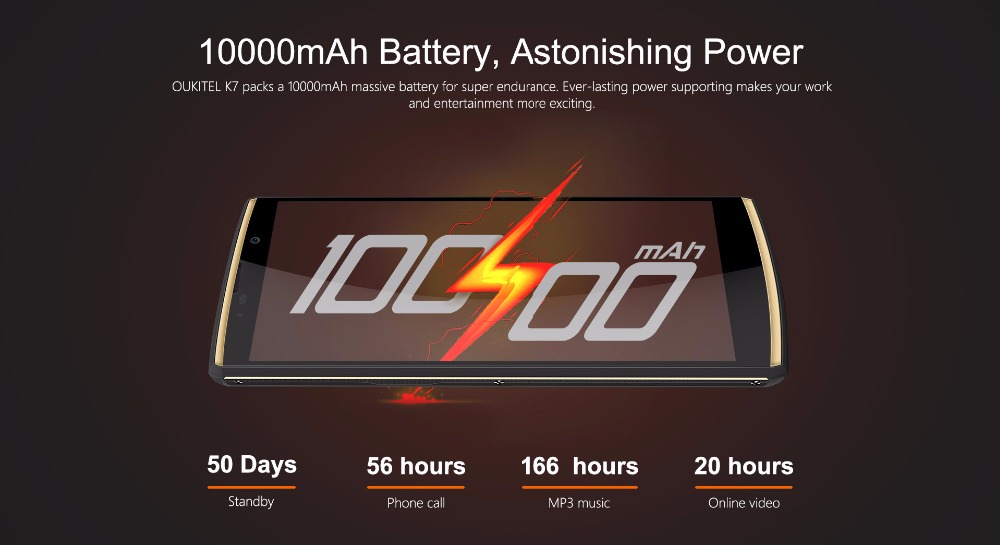 10000mAh Battery, Astonishing Power
OUKITEL K7 packs a 10000mAh massive battery for super endurance. Ever-lasting power supporting makes your work
and entertainment more exciting.
10000 mAh
50 Days
Standby
56 hours
Phone call
166 hours
MP3 music
20 hours
Online video